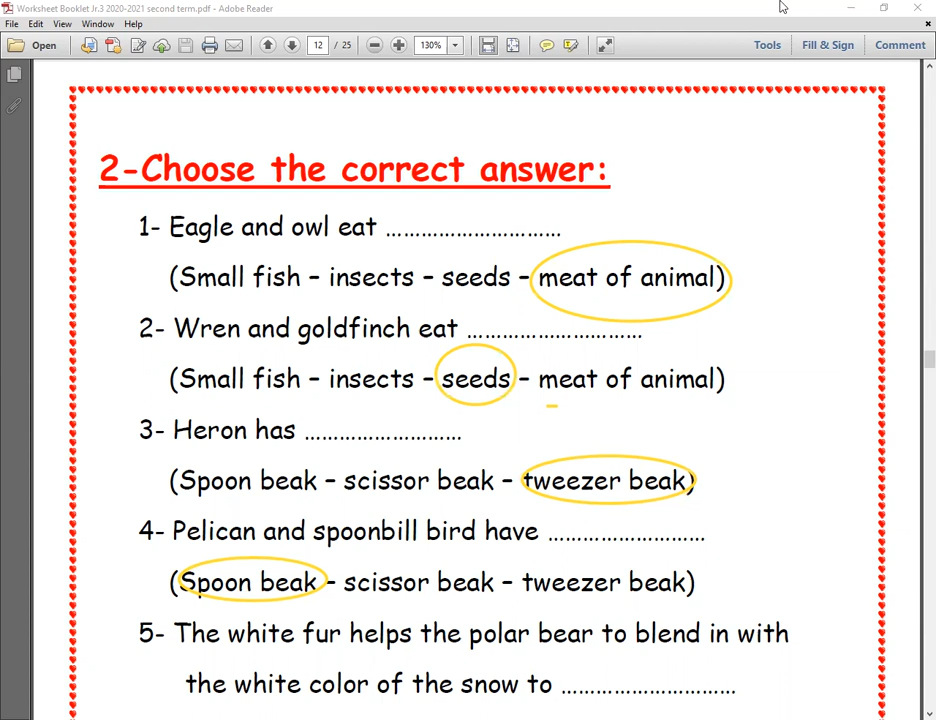 Worksheet Booklet Jr.3 2020-2021 second term.pdf - Adobe Reader
File Edit View Window Help
Open 12 / 25 130% Tools Fill & Sign Comment
2-Choose the correct answer:
1- Eagle and owl eat …………………………
(Small fish – insects – seeds – meat of animal)
2- Wren and goldfinch eat …………………………
(Small fish – insects – seeds – meat of animal)
3- Heron has ………………………
(Spoon beak – scissor beak – tweezer beak)
4- Pelican and spoonbill bird have ………………………
(Spoon beak – scissor beak – tweezer beak)
5- The white fur helps the polar bear to blend in with
the white color of the snow to …………………………